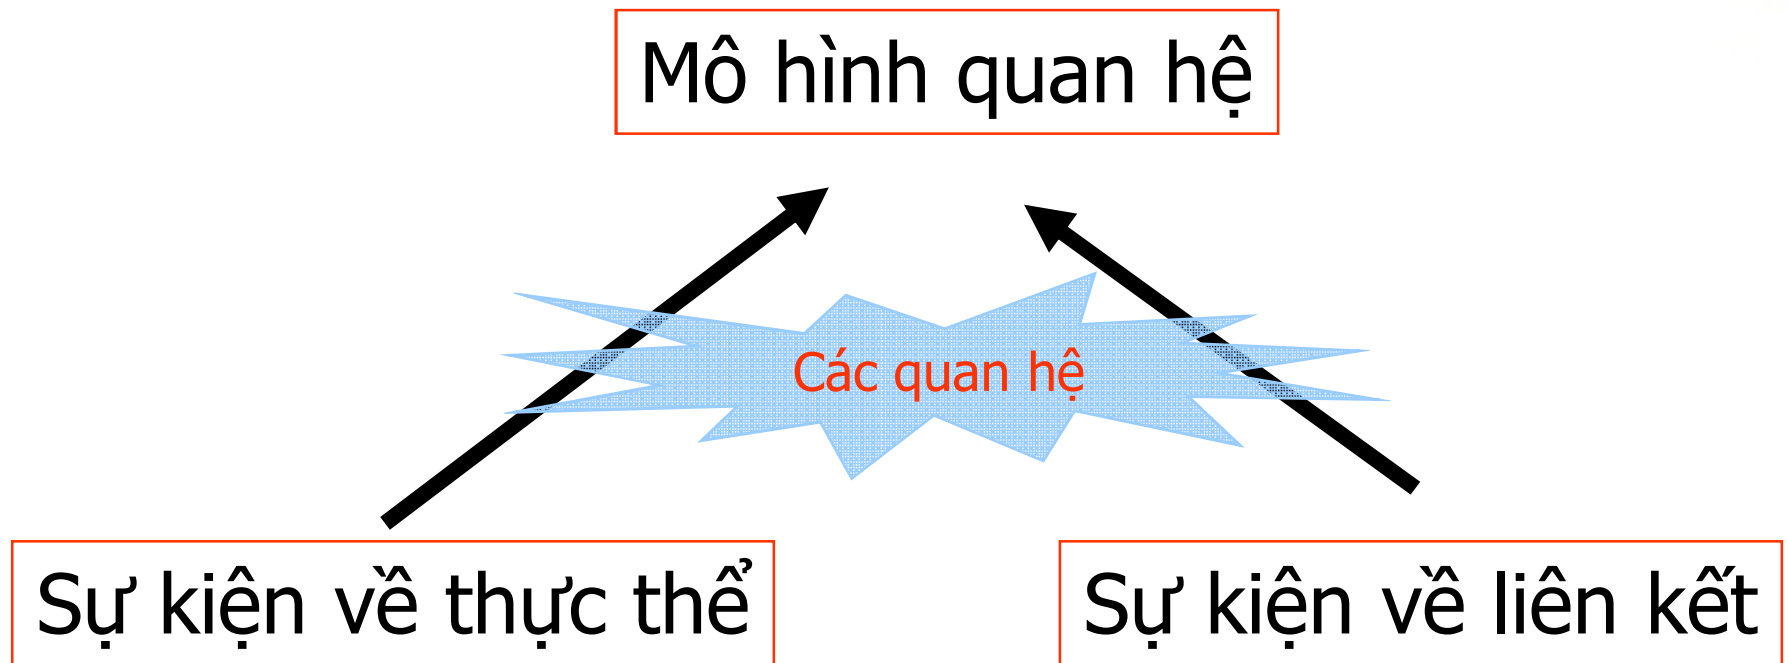 Mô hình quan hệ
Các quan hệ
Sự kiện về thực thể
Sự kiện về liên kết